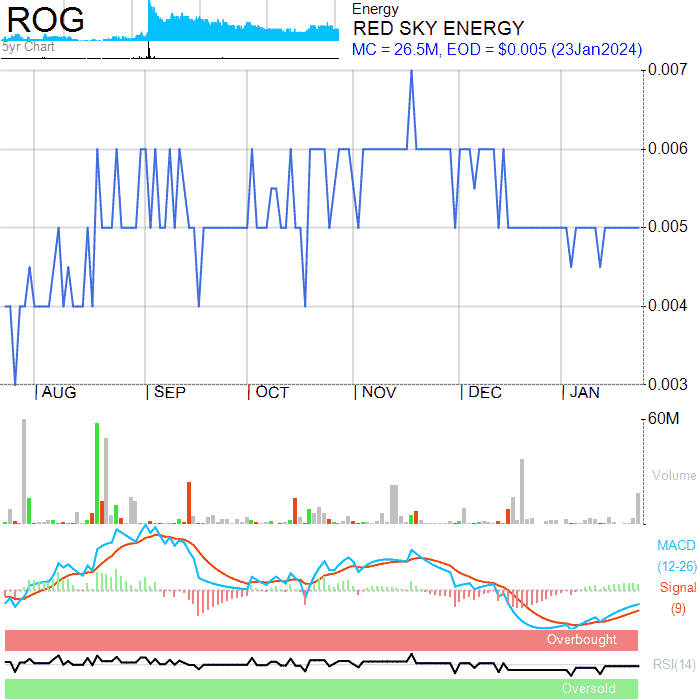 ROG
5yr Chart
Energy
RED SKY ENERGY
MC = 26.5M, EOD = $0.005 (23Jan2024)
0.007
0.006
0.005
0.004
0.003
AUG SEP OCT NOV DEC JAN
60M
Volume
MACD
(12-26)
Signal
(9)
Overbought
RSI(14)
Oversold